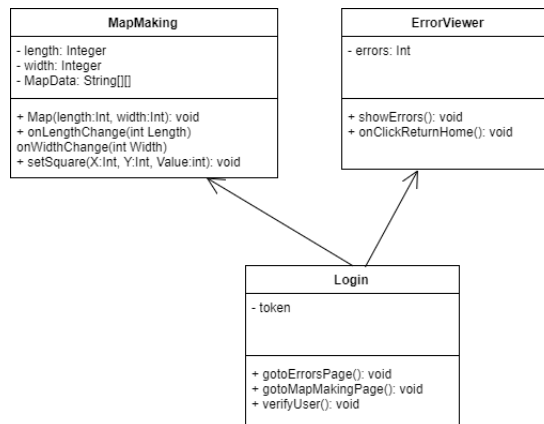 MapMaking
- length: Integer
- width: Integer
- MapData: String[][]
+ Map(length:Int, width:Int): void
+ onLengthChange(int Length)
onWidthChange(int Width)
+ setSquare(X:Int, Y:Int, Value:int): void
ErrorViewer
- errors: Int
+ showErrors(): void
+ onClickReturnHome(): void
Login
- token
+ gotoErrorsPage(): void
+ gotoMapMakingPage(): void
+ verifyUser(): void